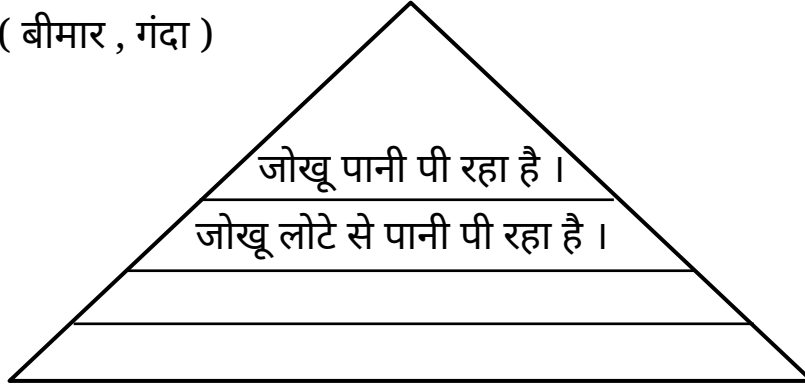 ( बीमार , गंदा )
जोखू पानी पी रहा है ।
जोखू लोटे से पानी पी रहा है ।